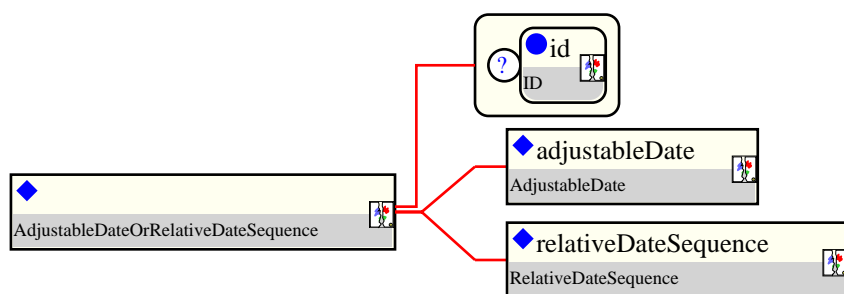 id
?
ID
adjustableDate
AdjustableDate
AdjustableDateOrRelativeDateSequence
relativeDateSequence
RelativeDateSequence